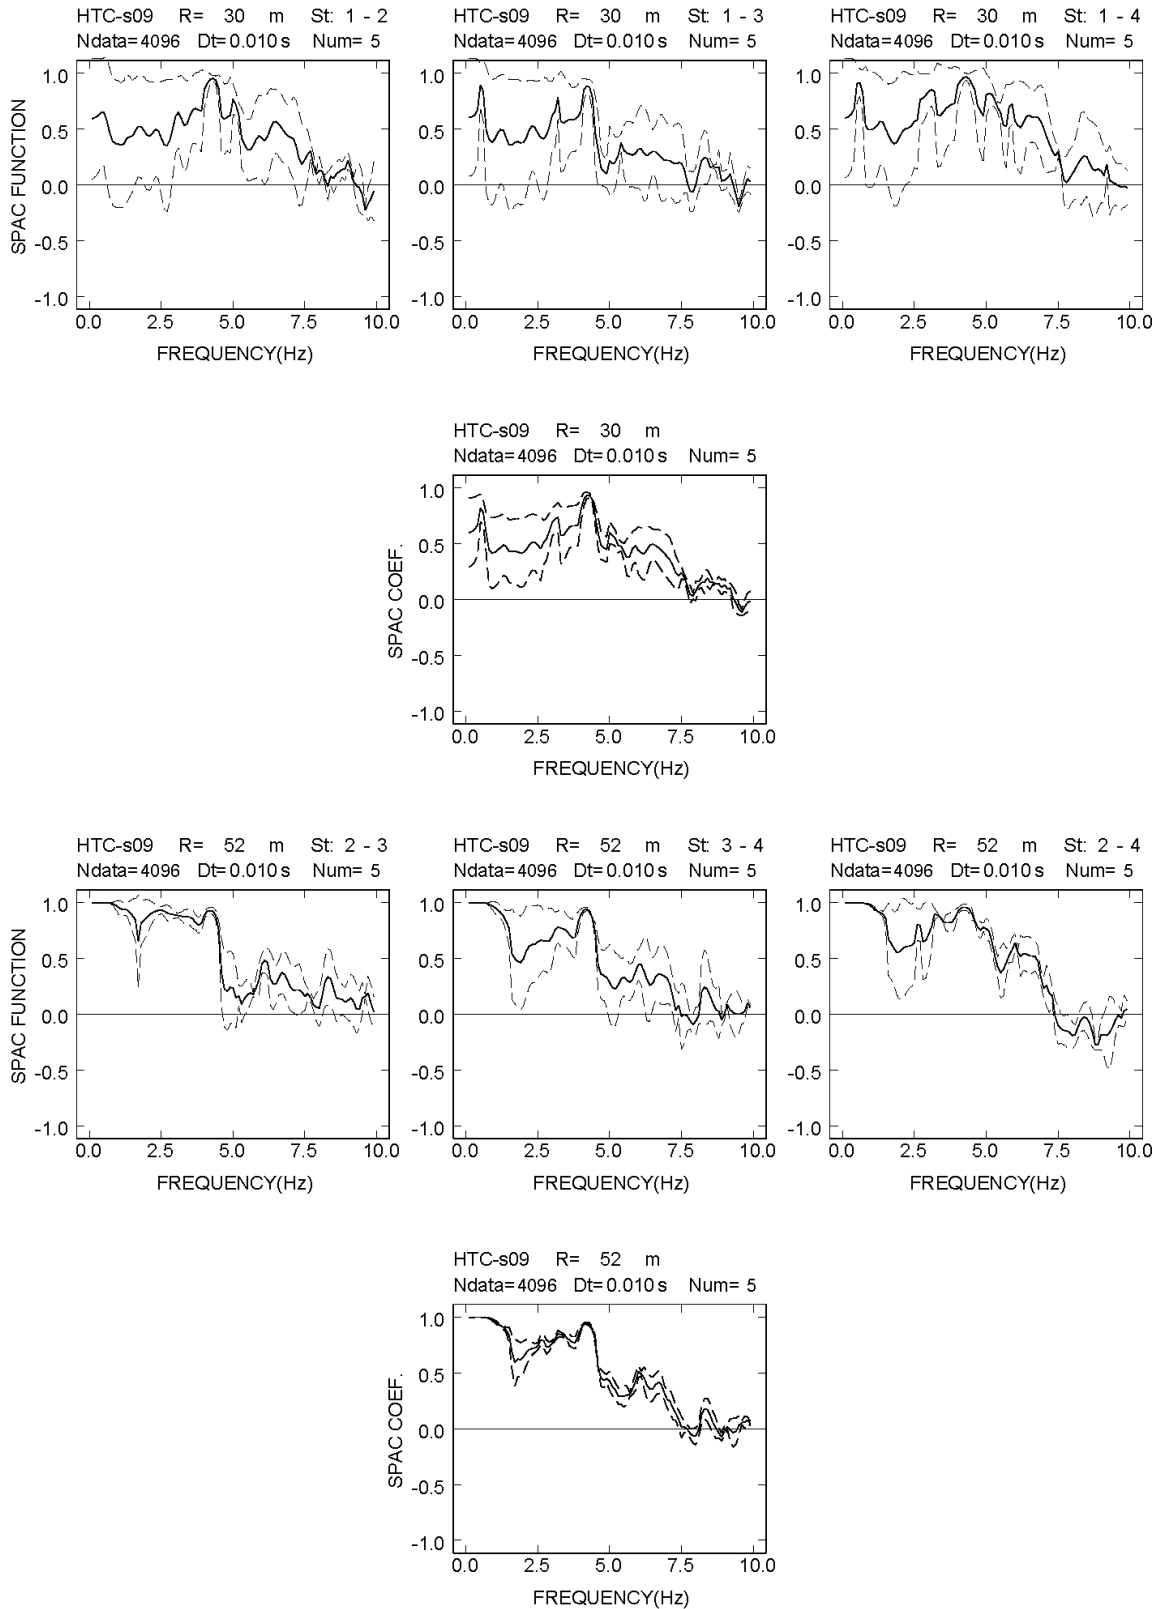 HTC-s09 R= 30 m St: 1 - 2
Ndata=4096 Dt=0.010 s Num= 5
1.0
0.5
0.0
-0.5
-1.0
SPAC FUNCTION
0.0 2.5 5.0 7.5 10.0
FREQUENCY(Hz)
HTC-s09 R= 30 m St: 1 - 3
Ndata=4096 Dt=0.010 s Num= 5
1.0
0.5
0.0
-0.5
-1.0
0.0 2.5 5.0 7.5 10.0
FREQUENCY(Hz)
HTC-s09 R= 30 m St: 1 - 4
Ndata=4096 Dt=0.010 s Num= 5
1.0
0.5
0.0
-0.5
-1.0
0.0 2.5 5.0 7.5 10.0
FREQUENCY(Hz)
HTC-s09 R= 30 m
Ndata=4096 Dt=0.010 s Num= 5
1.0
0.5
0.0
-0.5
-1.0
SPAC COEF.
0.0 2.5 5.0 7.5 10.0
FREQUENCY(Hz)
HTC-s09 R= 52 m St: 2 - 3
Ndata=4096 Dt=0.010 s Num= 5
1.0
0.5
0.0
-0.5
-1.0
SPAC FUNCTION
0.0 2.5 5.0 7.5 10.0
FREQUENCY(Hz)
HTC-s09 R= 52 m St: 3 - 4
Ndata=4096 Dt=0.010 s Num= 5
1.0
0.5
0.0
-0.5
-1.0
0.0 2.5 5.0 7.5 10.0
FREQUENCY(Hz)
HTC-s09 R= 52 m St: 2 - 4
Ndata=4096 Dt=0.010 s Num= 5
1.0
0.5
0.0
-0.5
-1.0
0.0 2.5 5.0 7.5 10.0
FREQUENCY(Hz)
HTC-s09 R= 52 m
Ndata=4096 Dt=0.010 s Num= 5
1.0
0.5
0.0
-0.5
-1.0
SPAC COEF.
0.0 2.5 5.0 7.5 10.0
FREQUENCY(Hz)